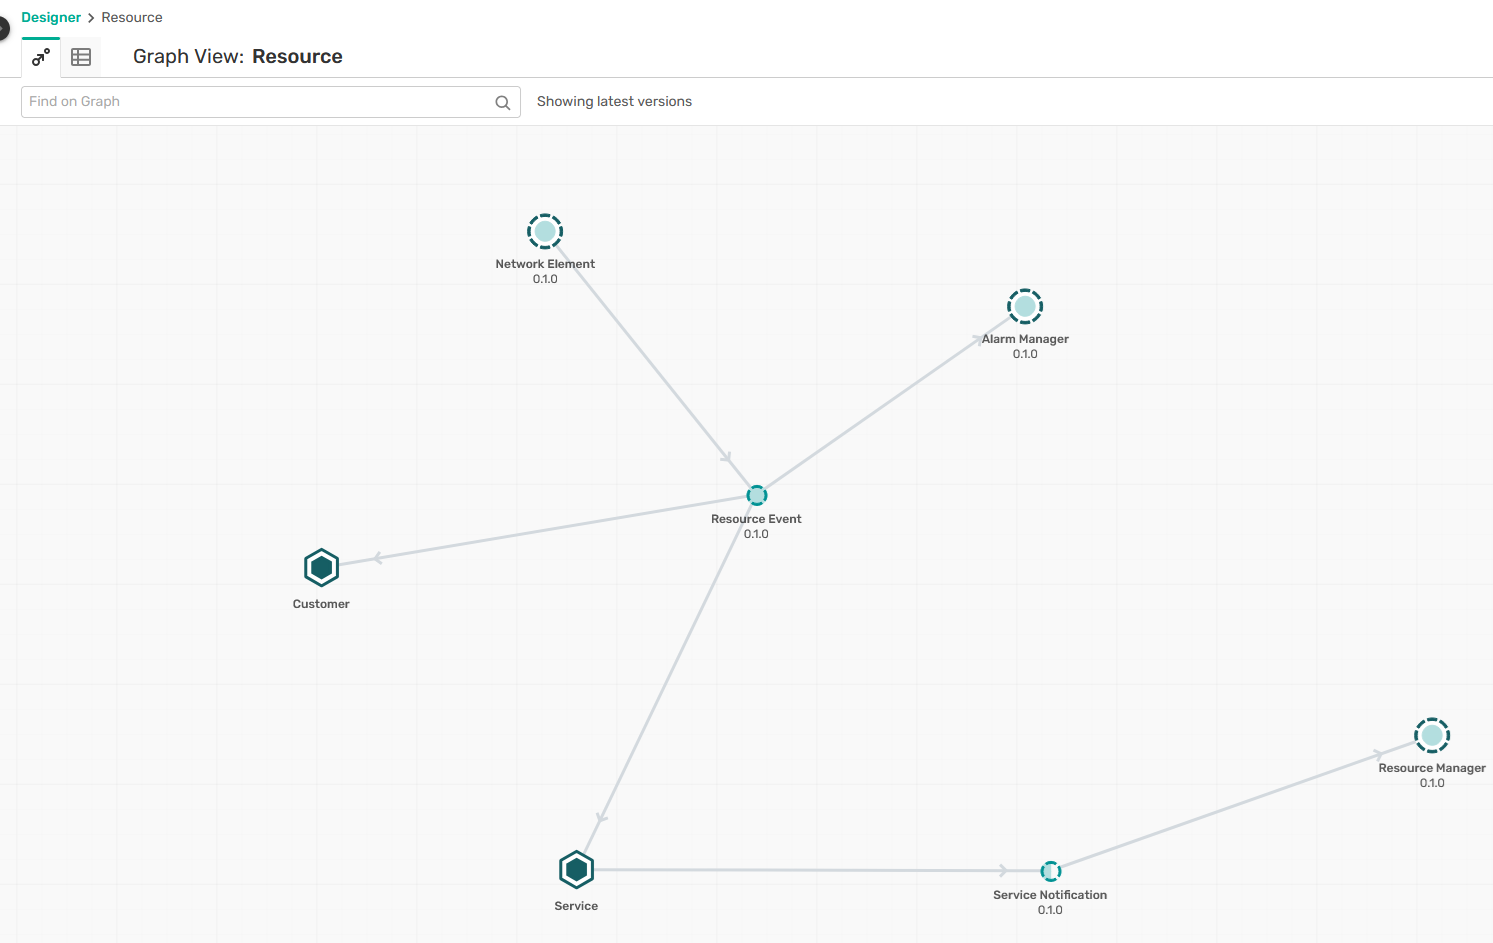 Designer > Resource
Graph View: Resource
Find on Graph
Showing latest versions
Network Element
0.1.0
Alarm Manager
0.1.0
Resource Event
0.1.0
Customer
Resource Manager
0.1.0
Service
Service Notification
0.1.0